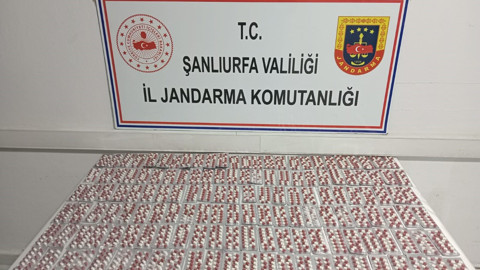 T.C.
ŞANLIURFA VALİLİĞİ
İL JANDARMA KOMUTANLIĞI
JANDARMA